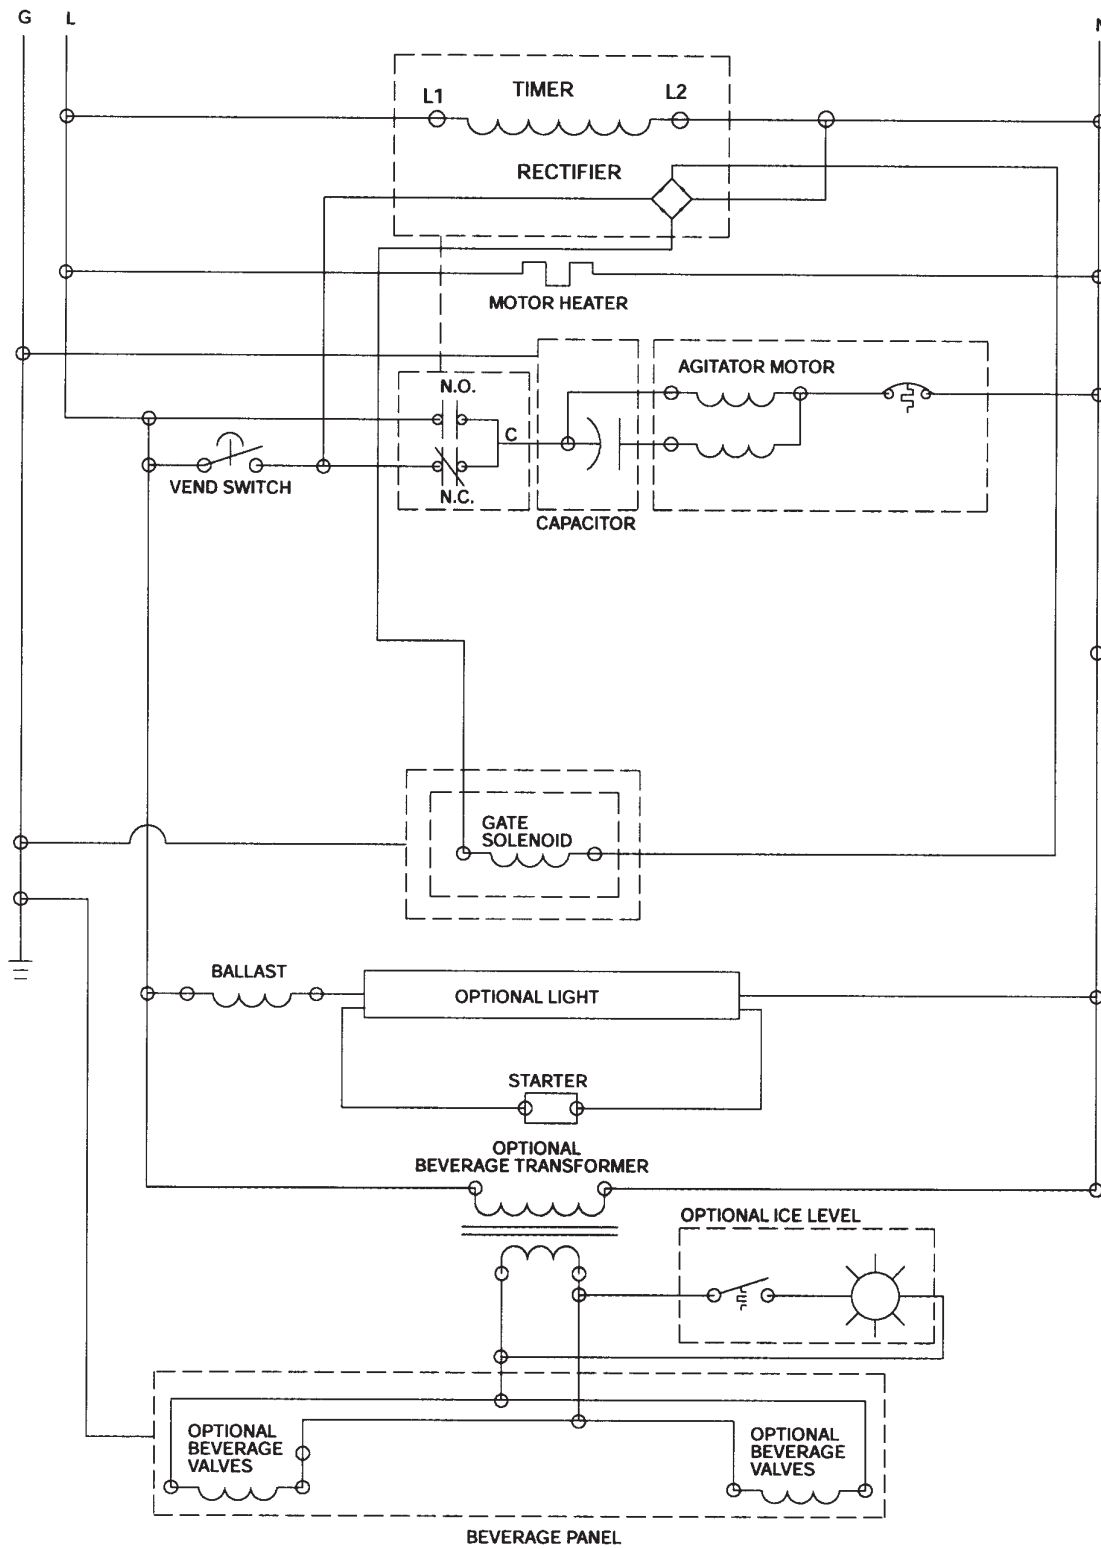 G L N
TIMER
L1 L2
RECTIFIER
MOTOR HEATER
AGITATOR MOTOR
N.O.
C
VEND SWITCH
N.C.
CAPACITOR
GATE
SOLENOID
BALLAST
OPTIONAL LIGHT
STARTER
OPTIONAL
BEVERAGE TRANSFORMER
OPTIONAL ICE LEVEL
OPTIONAL
BEVERAGE
VALVES
OPTIONAL
BEVERAGE
VALVES
BEVERAGE PANEL